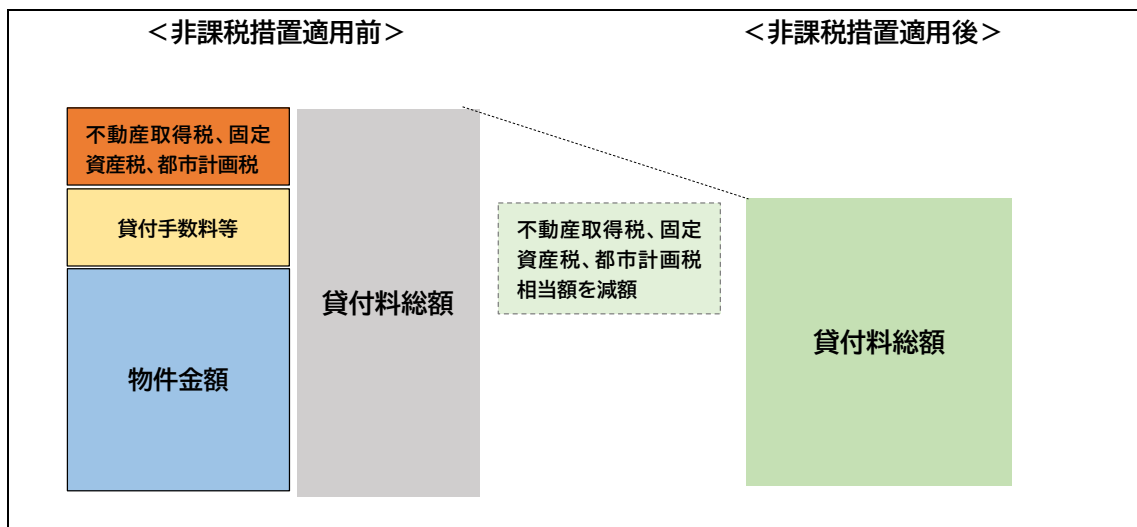 ＜非課税措置適用前＞
＜非課税措置適用後＞
不動産取得税、固定
資産税、都市計画税
貸付手数料等
物件金額
貸付料総額
不動産取得税、固定
資産税、都市計画税
相当額を減額
貸付料総額